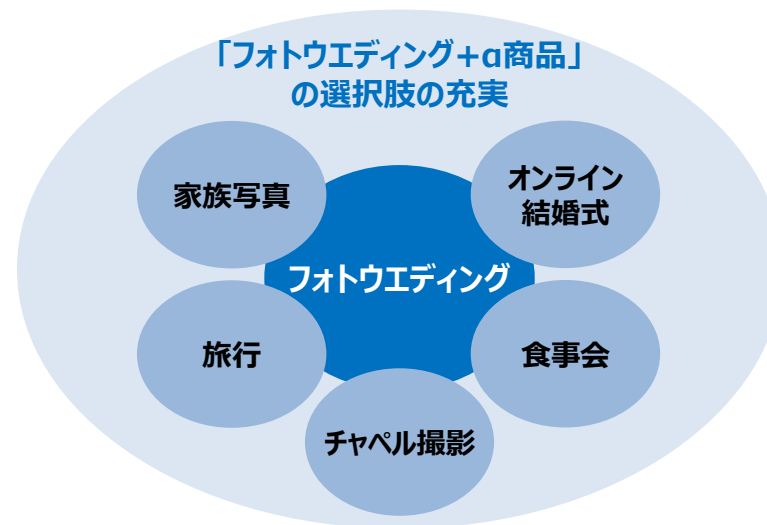 「フォトウエディング+α商品」
の選択肢の充実
家族写真
オンライン
結婚式
フォトウエディング
旅行
食事会
チャペル撮影